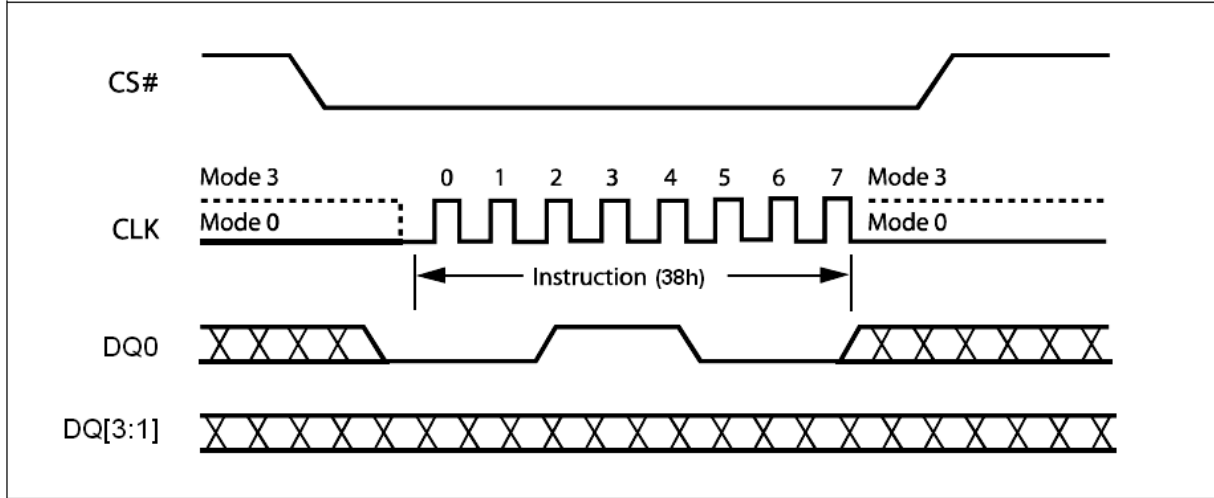 CS#
Mode 3 0 1 2 3 4 5 6 7 Mode 3
CLK Mode 0 Mode 0
Instruction (38h)
DQ0
DQ[3:1]